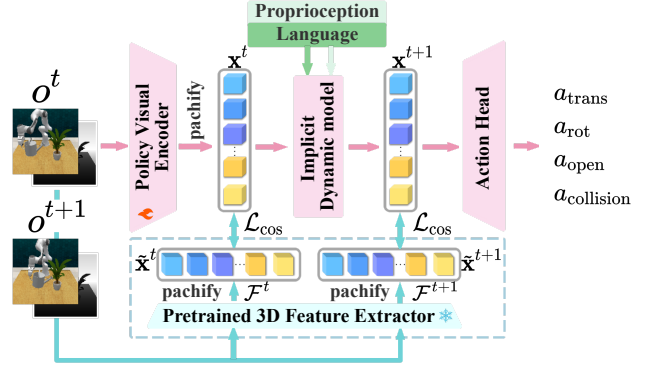 Proprioception
Language
o^t
x^t
x^{t+1}
Policy Visual
Encoder
pachify
Implicit
Dynamic model
Action Head
a_trans
a_rot
a_open
a_collision
o^{t+1}
L_cos
L_cos
x̃^t
x̃^{t+1}
pachify
F^t
pachify
F^{t+1}
Pretrained 3D Feature Extractor